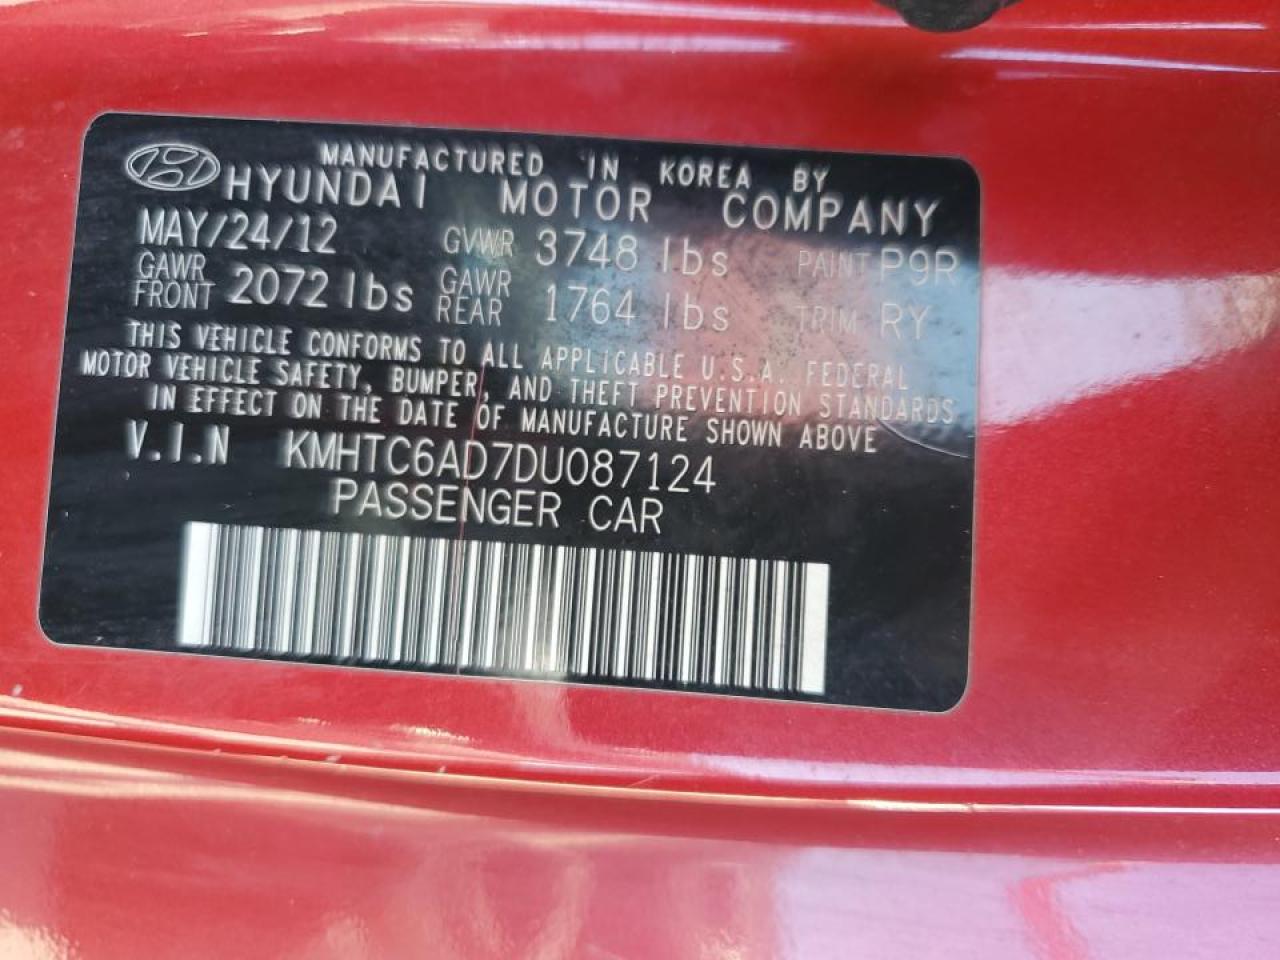 MANUFACTURED IN KOREA BY
HYUNDAI MOTOR COMPANY
MAY/24/12 GVWR 3748 lbs PAINT P9R
GAWR FRONT 2072 lbs GAWR REAR 1764 lbs TRIM RY
THIS VEHICLE CONFORMS TO ALL APPLICABLE U.S.A. FEDERAL
MOTOR VEHICLE SAFETY, BUMPER, AND THEFT PREVENTION STANDARDS
IN EFFECT ON THE DATE OF MANUFACTURE SHOWN ABOVE
V.I.N KMHTC6AD7DU087124
PASSENGER CAR